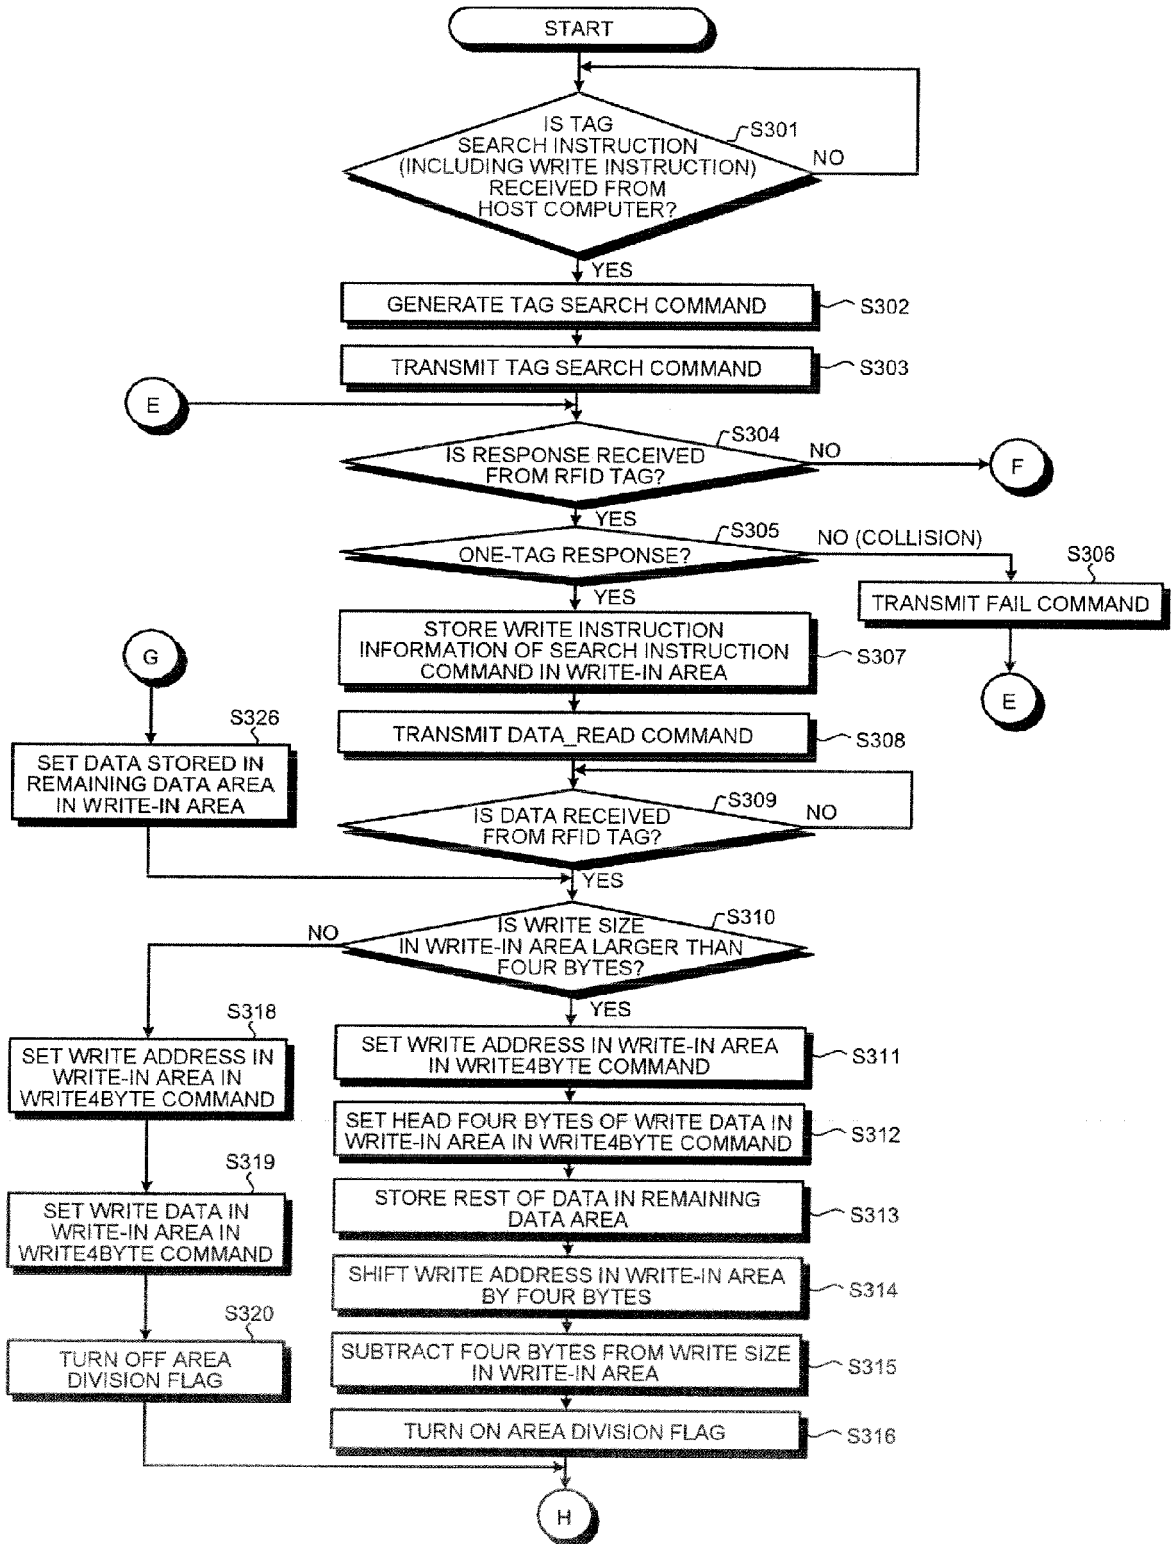 START
IS TAG
SEARCH INSTRUCTION
(INCLUDING WRITE INSTRUCTION)
RECEIVED FROM
HOST COMPUTER?
S301
NO
YES
GENERATE TAG SEARCH COMMAND
S302
TRANSMIT TAG SEARCH COMMAND
S303
E
IS RESPONSE RECEIVED
FROM RFID TAG?
S304
NO
F
YES
ONE-TAG RESPONSE?
S305
NO (COLLISION)
S306
TRANSMIT FAIL COMMAND
E
YES
STORE WRITE INSTRUCTION
INFORMATION OF SEARCH INSTRUCTION
COMMAND IN WRITE-IN AREA
S307
G
S326
SET DATA STORED IN
REMAINING DATA AREA
IN WRITE-IN AREA
TRANSMIT DATA_READ COMMAND
S308
IS DATA RECEIVED
FROM RFID TAG?
S309
NO
YES
IS WRITE SIZE
IN WRITE-IN AREA LARGER THAN
FOUR BYTES?
S310
NO
YES
S318
SET WRITE ADDRESS IN
WRITE-IN AREA IN
WRITE4BYTE COMMAND
SET WRITE ADDRESS IN WRITE-IN AREA
IN WRITE4BYTE COMMAND
S311
SET HEAD FOUR BYTES OF WRITE DATA IN
WRITE-IN AREA IN WRITE4BYTE COMMAND
S312
S319
SET WRITE DATA IN
WRITE-IN AREA IN
WRITE4BYTE COMMAND
STORE REST OF DATA IN REMAINING
DATA AREA
S313
SHIFT WRITE ADDRESS IN WRITE-IN AREA
BY FOUR BYTES
S314
S320
TURN OFF AREA
DIVISION FLAG
SUBTRACT FOUR BYTES FROM WRITE SIZE
IN WRITE-IN AREA
S315
TURN ON AREA DIVISION FLAG
S316
H